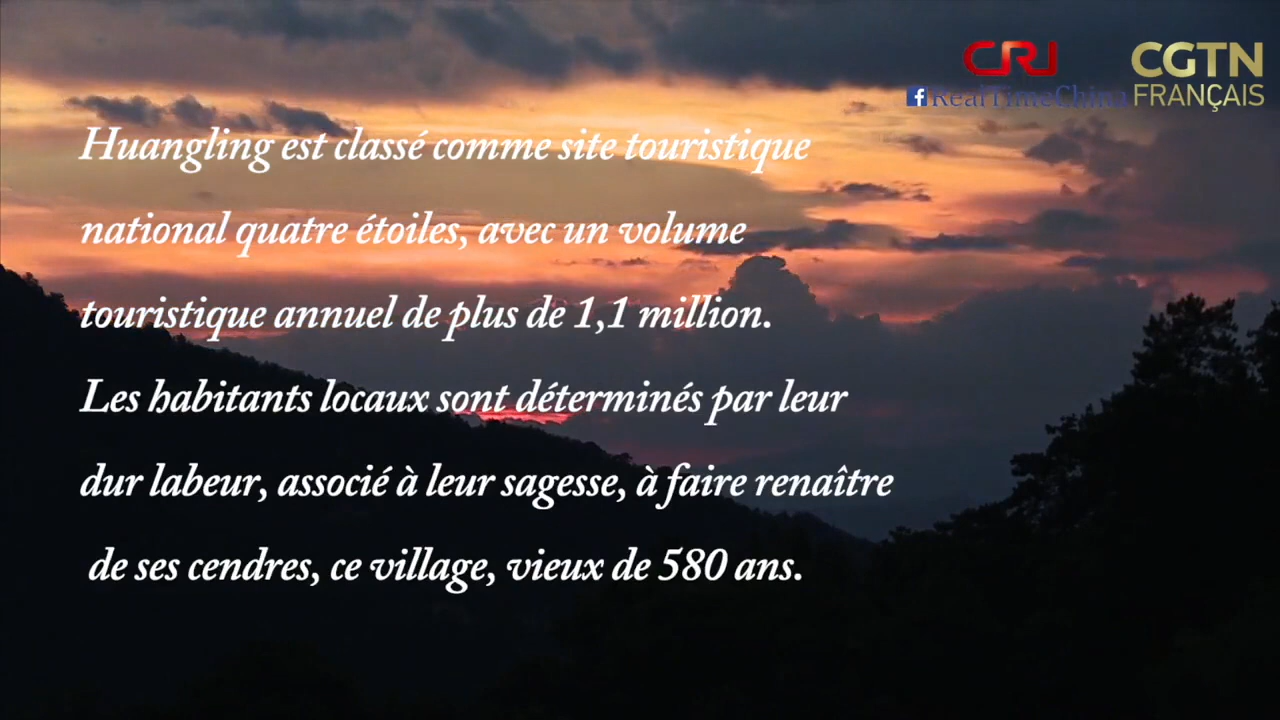 CRI
CGTN
FRANÇAIS
RealTimeChina
Huangling est classé comme site touristique
national quatre étoiles, avec un volume
touristique annuel de plus de 1,1 million.
Les habitants locaux sont déterminés par leur
dur labeur, associé à leur sagesse, à faire renaître
de ses cendres, ce village, vieux de 580 ans.